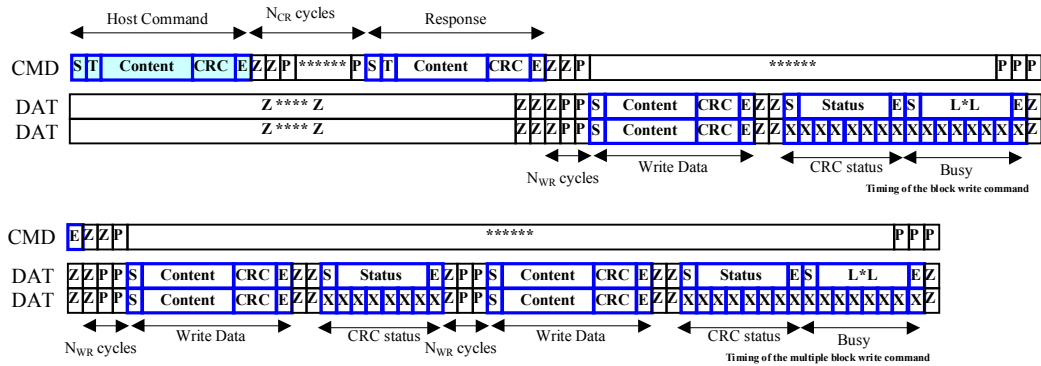 Host Command N_CR cycles Response
CMD S T Content CRC E Z Z P ****** P S T Content CRC E Z Z P ****** P P P
DAT Z **** Z Z Z Z P P S Content CRC E Z Z S Status E S L*L E Z
DAT Z **** Z Z Z Z P P S Content CRC E Z Z X X X X X X X X X X X X X X X X Z
N_WR cycles Write Data CRC status Busy
Timing of the block write command
CMD E Z Z P ****** P P P
DAT Z Z P P S Content CRC E Z Z S Status E Z P P S Content CRC E Z Z S Status E S L*L E Z
DAT Z Z P P S Content CRC E Z Z X X X X X X X X Z P P S Content CRC E Z Z X X X X X X X X X X X X X X X X Z
N_WR cycles Write Data CRC status N_WR cycles Write Data CRC status Busy
Timing of the multiple block write command